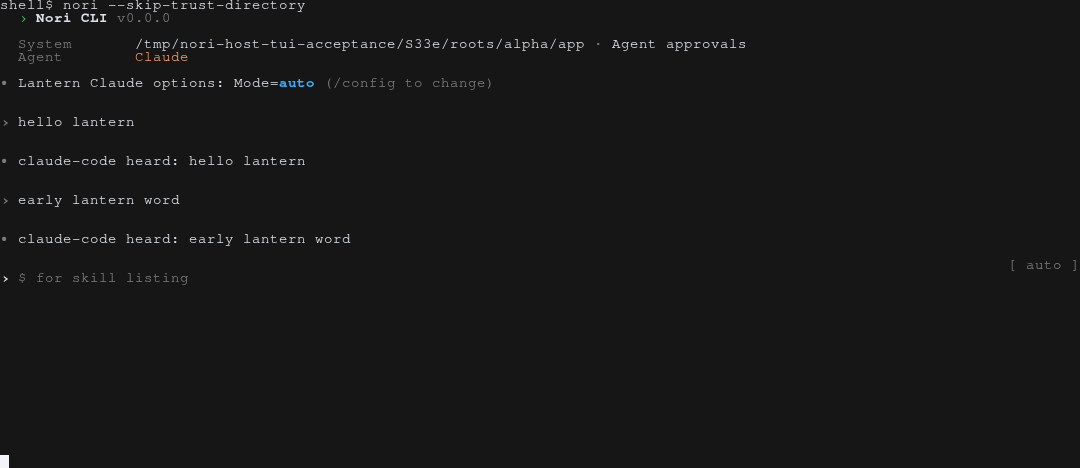 shell$ nori --skip-trust-directory
› Nori CLI v0.0.0
System /tmp/nori-host-tui-acceptance/S33e/roots/alpha/app · Agent approvals
Agent Claude
• Lantern Claude options: Mode=auto (/config to change)
› hello lantern
• claude-code heard: hello lantern
› early lantern word
• claude-code heard: early lantern word
[ auto ]
› $ for skill listing